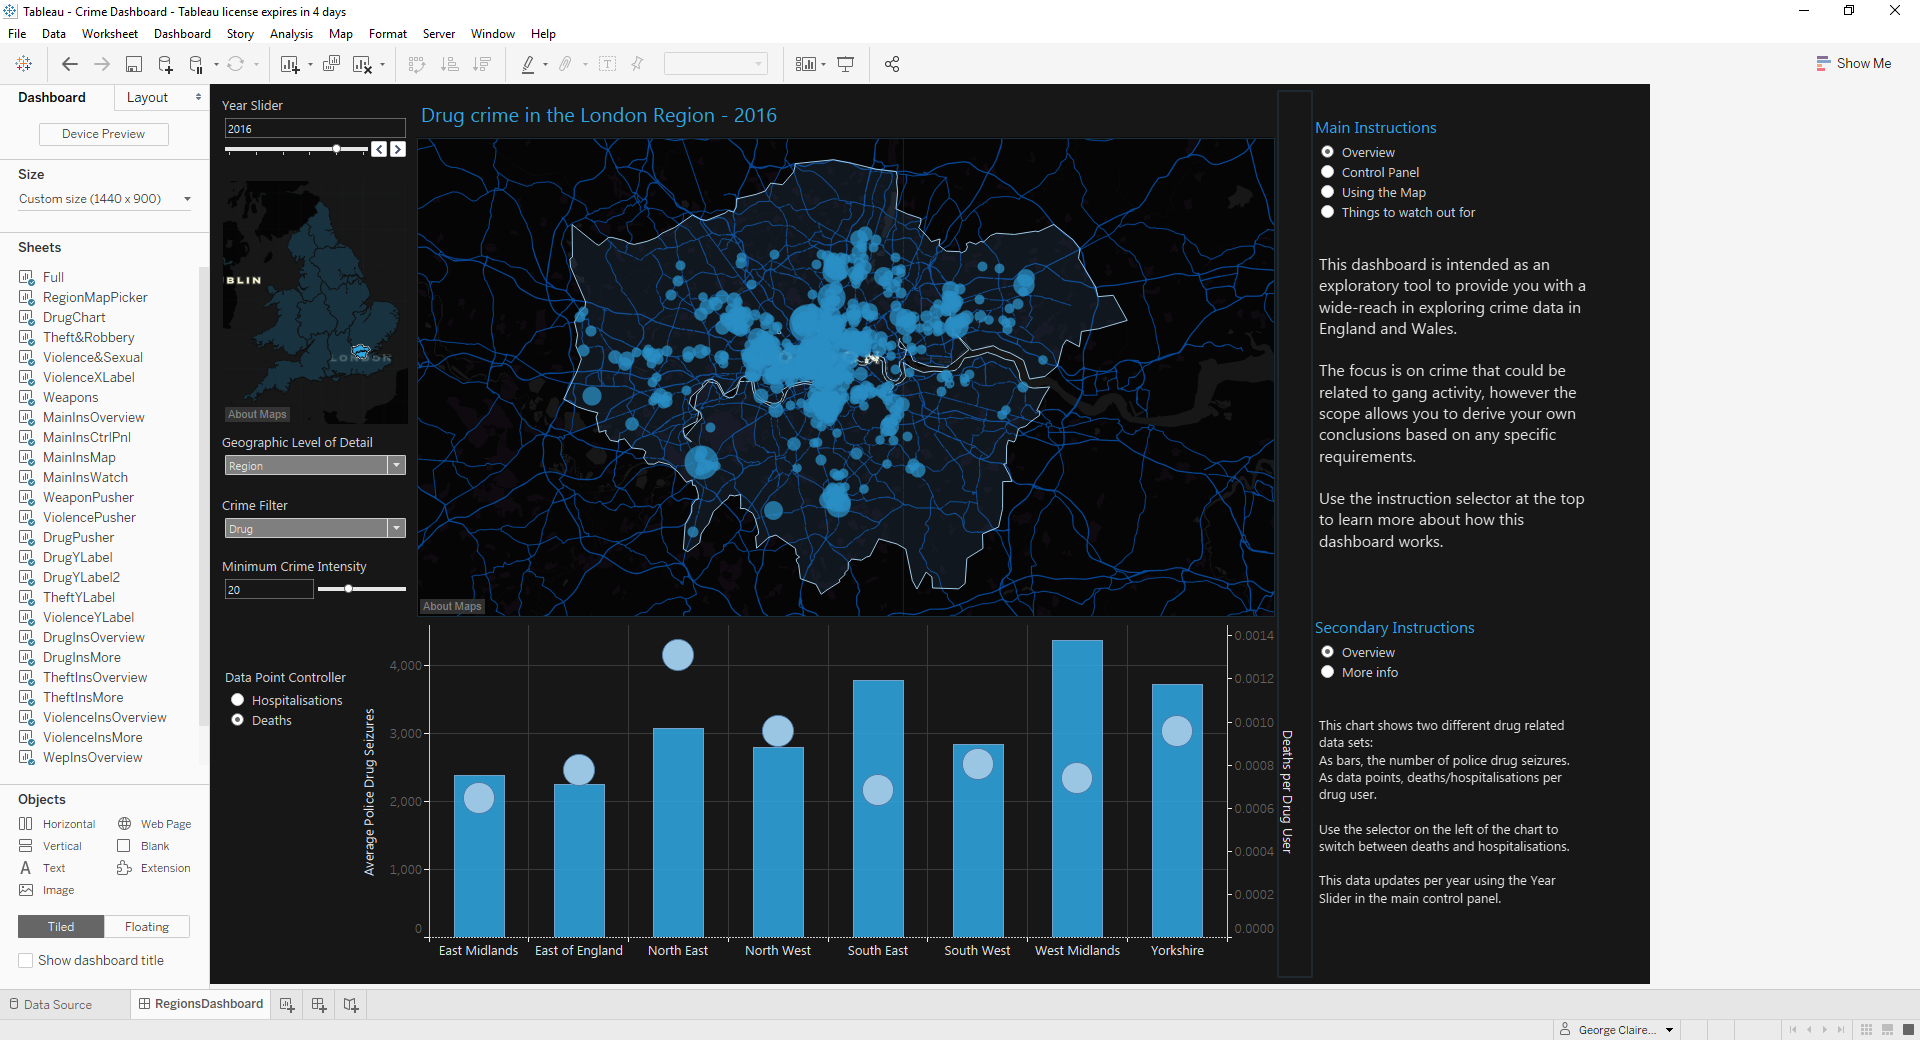 Tableau - Crime Dashboard - Tableau license expires in 4 days
File Data Worksheet Dashboard Story Analysis Map Format Server Window Help
Show Me
Dashboard Layout
Device Preview
Size
Custom size (1440 x 900)
Sheets
Full
RegionMapPicker
DrugChart
Theft&Robbery
Violence&Sexual
ViolenceXLabel
Weapons
MainInsOverview
MainInsCtrlPnl
MainInsMap
MainInsWatch
WeaponPusher
ViolencePusher
DrugPusher
DrugYLabel
DrugYLabel2
TheftYLabel
ViolenceYLabel
DrugInsOverview
DrugInsMore
TheftInsOverview
TheftInsMore
ViolenceInsOverview
ViolenceInsMore
WepInsOverview
Objects
Horizontal Web Page
Vertical Blank
Text Extension
Image
Tiled Floating
Show dashboard title
Year Slider
2016
BLIN
LONDON
About Maps
Geographic Level of Detail
Region
Crime Filter
Drug
Minimum Crime Intensity
20
Data Point Controller
Hospitalisations
Deaths
Drug crime in the London Region - 2016
About Maps
Average Police Drug Seizures
4,000
3,000
2,000
1,000
0
0.0014
0.0012
0.0010
0.0008
0.0006
0.0004
0.0002
0.0000
Deaths per Drug User
East Midlands East of England North East North West South East South West West Midlands Yorkshire
Main Instructions
Overview
Control Panel
Using the Map
Things to watch out for
This dashboard is intended as an
exploratory tool to provide you with a
wide-reach in exploring crime data in
England and Wales.
The focus is on crime that could be
related to gang activity, however the
scope allows you to derive your own
conclusions based on any specific
requirements.
Use the instruction selector at the top
to learn more about how this
dashboard works.
Secondary Instructions
Overview
More info
This chart shows two different drug related
data sets:
As bars, the number of police drug seizures.
As data points, deaths/hospitalisations per
drug user.
Use the selector on the left of the chart to
switch between deaths and hospitalisations.
This data updates per year using the Year
Slider in the main control panel.
Data Source RegionsDashboard
George Claire...